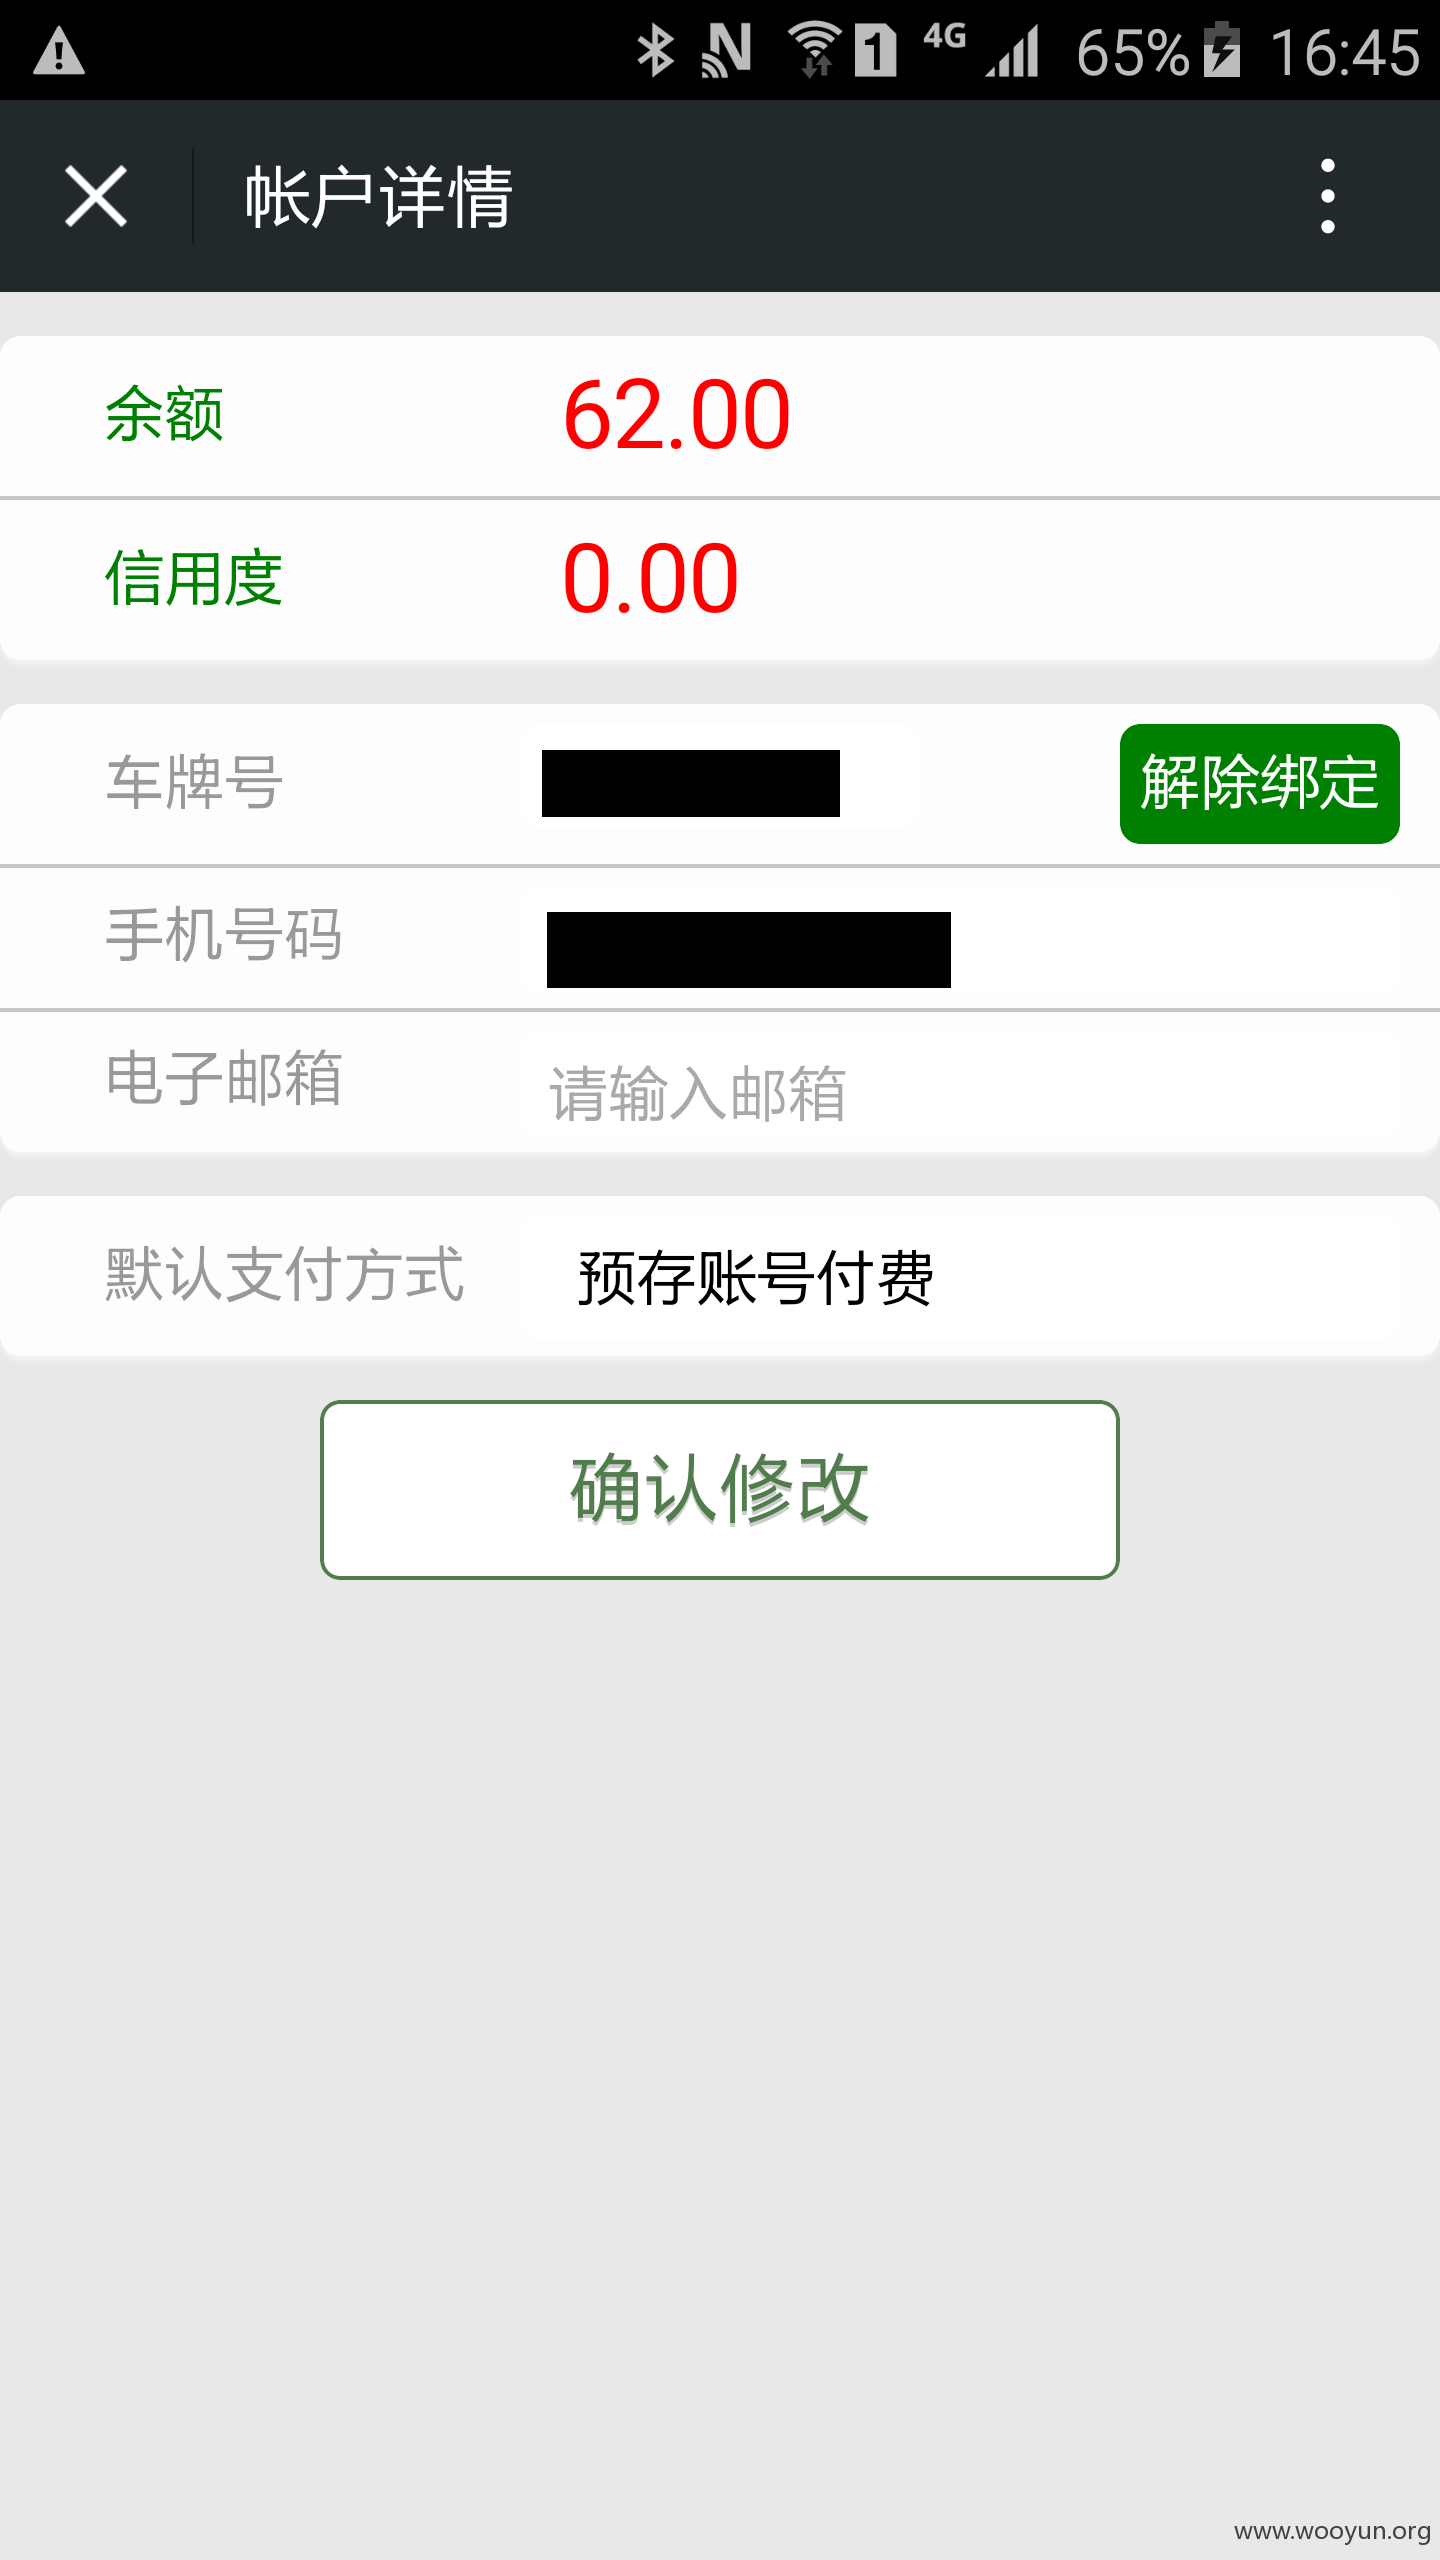 4G 65% 16:45
帐户详情
余额 62.00
信用度 0.00
车牌号 解除绑定
手机号码
电子邮箱 请输入邮箱
默认支付方式 预存账号付费
确认修改
www.wooyun.org